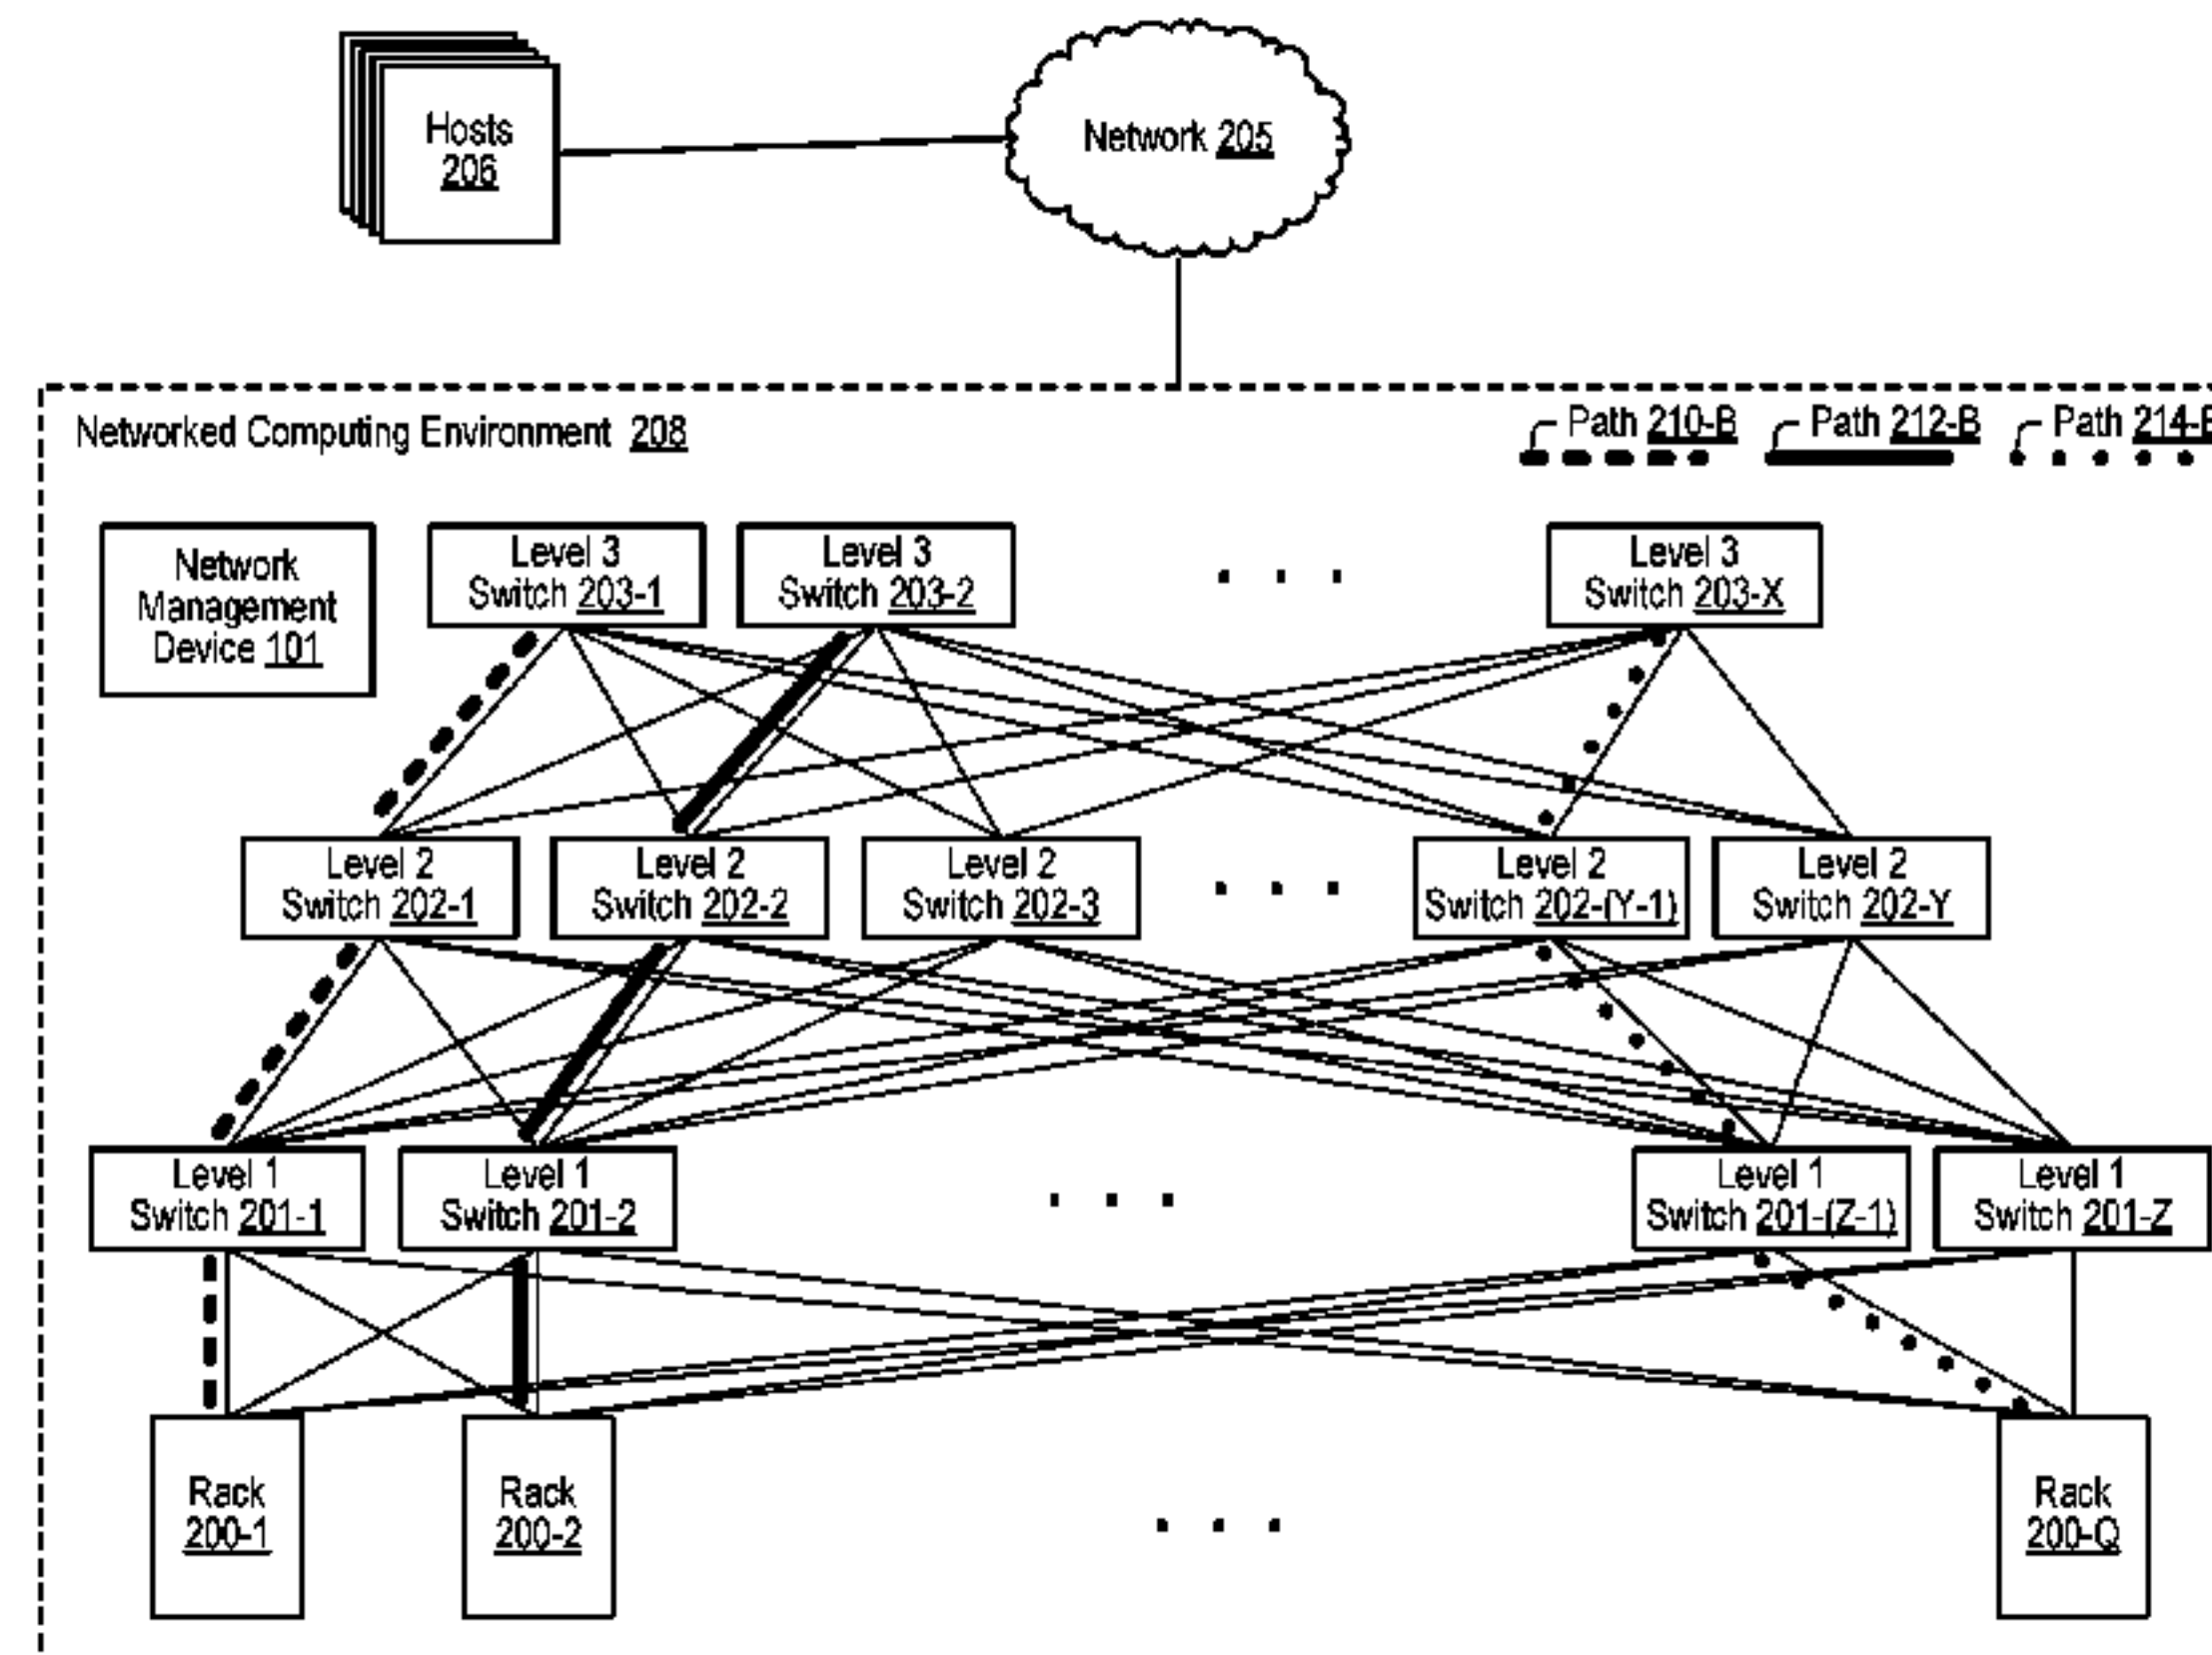 Hosts
206
Network 205
Networked Computing Environment 208
Path 210-B
Path 212-B
Path 214-B
Network
Management
Device 101
Level 3
Switch 203-1
Level 3
Switch 203-2
. . .
Level 3
Switch 203-X
Level 2
Switch 202-1
Level 2
Switch 202-2
Level 2
Switch 202-3
. . .
Level 2
Switch 202-(Y-1)
Level 2
Switch 202-Y
Level 1
Switch 201-1
Level 1
Switch 201-2
. . .
Level 1
Switch 201-(Z-1)
Level 1
Switch 201-Z
Rack
200-1
Rack
200-2
. . .
Rack
200-Q